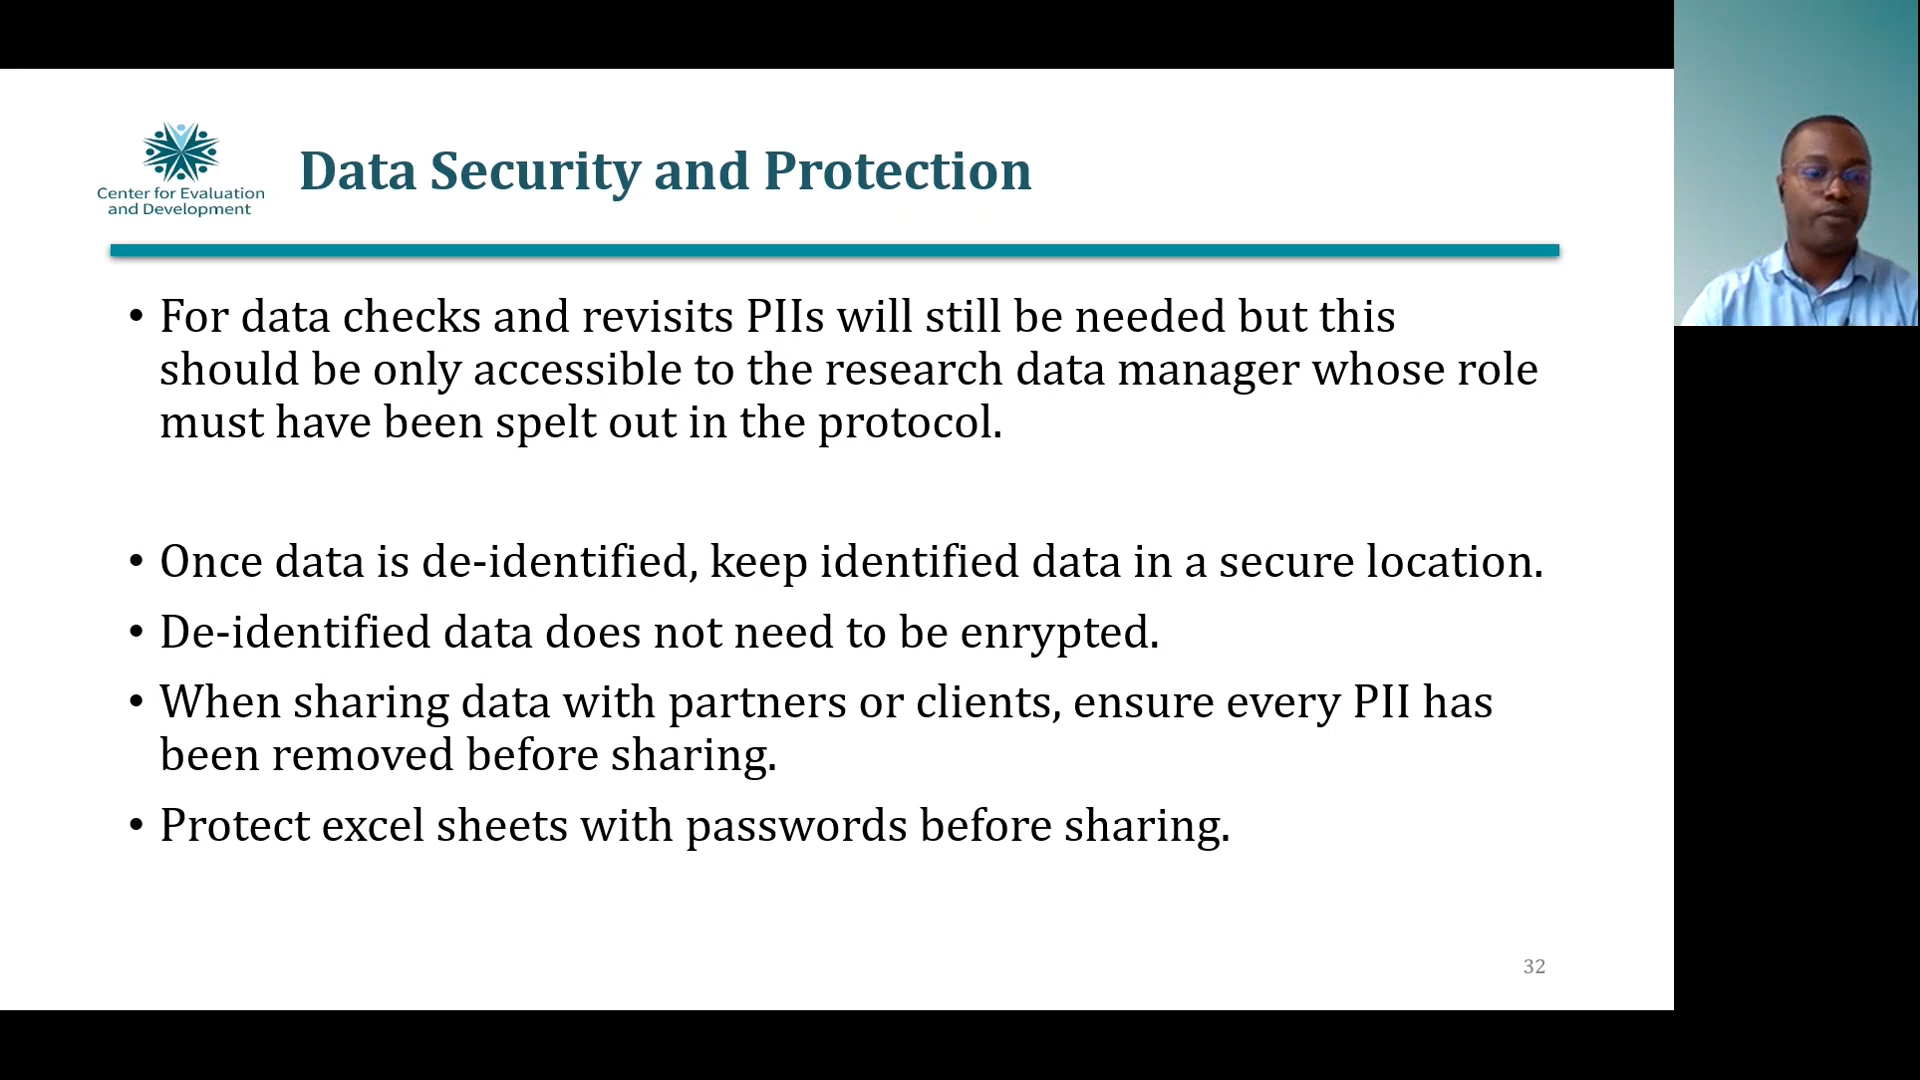 Center for Evaluation
and Development
Data Security and Protection
• For data checks and revisits PIIs will still be needed but this
should be only accessible to the research data manager whose role
must have been spelt out in the protocol.
• Once data is de-identified, keep identified data in a secure location.
• De-identified data does not need to be enrypted.
• When sharing data with partners or clients, ensure every PII has
been removed before sharing.
• Protect excel sheets with passwords before sharing.
32